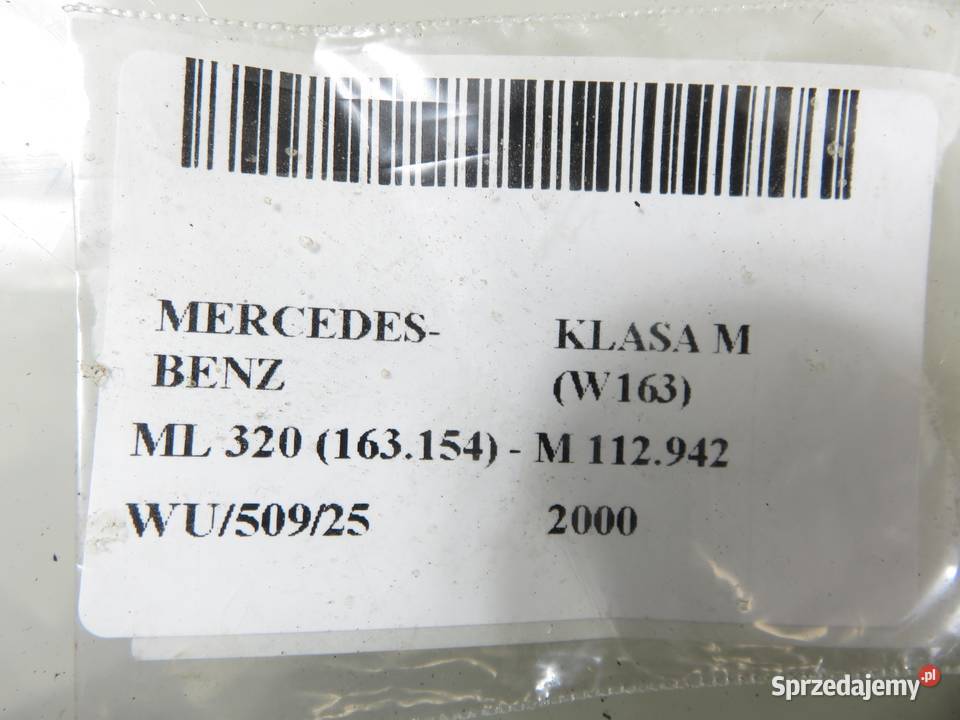 MERCEDES-
BENZ
KLASA M
(W163)
ML 320 (163.154) - M 112.942
WU/509/25
2000
Sprzedajemy.pl